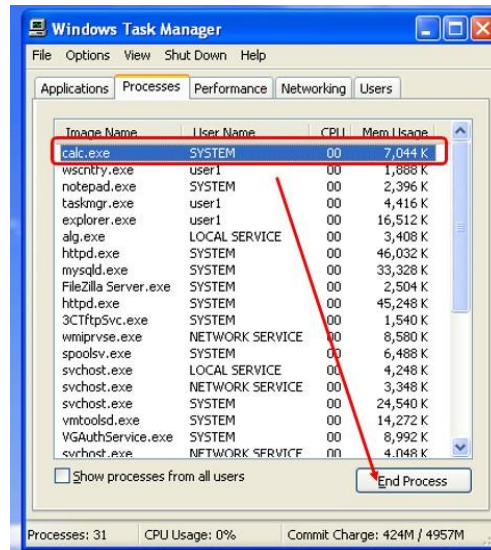 Windows Task Manager
File Options View Shut Down Help
Applications Processes Performance Networking Users
Image Name User Name CPU Mem Usage
calc.exe SYSTEM 00 7,044 K
wscntfy.exe user1 00 1,888 K
notepad.exe SYSTEM 00 2,396 K
taskmgr.exe user1 00 4,416 K
explorer.exe user1 00 16,512 K
alg.exe LOCAL SERVICE 00 3,408 K
httpd.exe SYSTEM 00 46,032 K
mysqld.exe SYSTEM 00 33,328 K
FileZilla Server.exe SYSTEM 00 2,504 K
httpd.exe SYSTEM 00 45,248 K
3CTftpSvc.exe SYSTEM 00 1,540 K
wmiprvse.exe NETWORK SERVICE 00 8,580 K
spoolsv.exe SYSTEM 00 6,488 K
svchost.exe LOCAL SERVICE 00 4,248 K
svchost.exe NETWORK SERVICE 00 3,348 K
svchost.exe SYSTEM 00 24,540 K
vmtoolsd.exe SYSTEM 00 14,272 K
VGAuthService.exe SYSTEM 00 8,992 K
svchost.exe NETWORK SERVICE 00 4,048 K
Show processes from all users End Process
Processes: 31 CPU Usage: 0% Commit Charge: 424M / 4957M